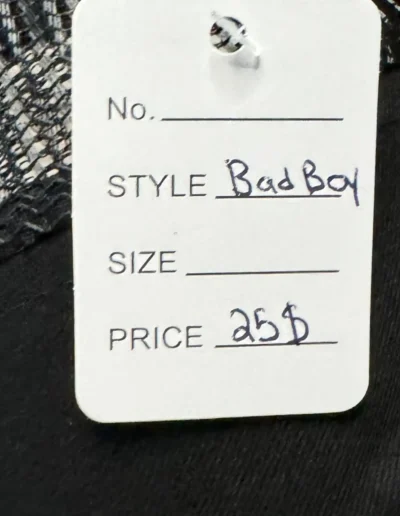 No.
STYLE Bad Boy
SIZE
PRICE 25$